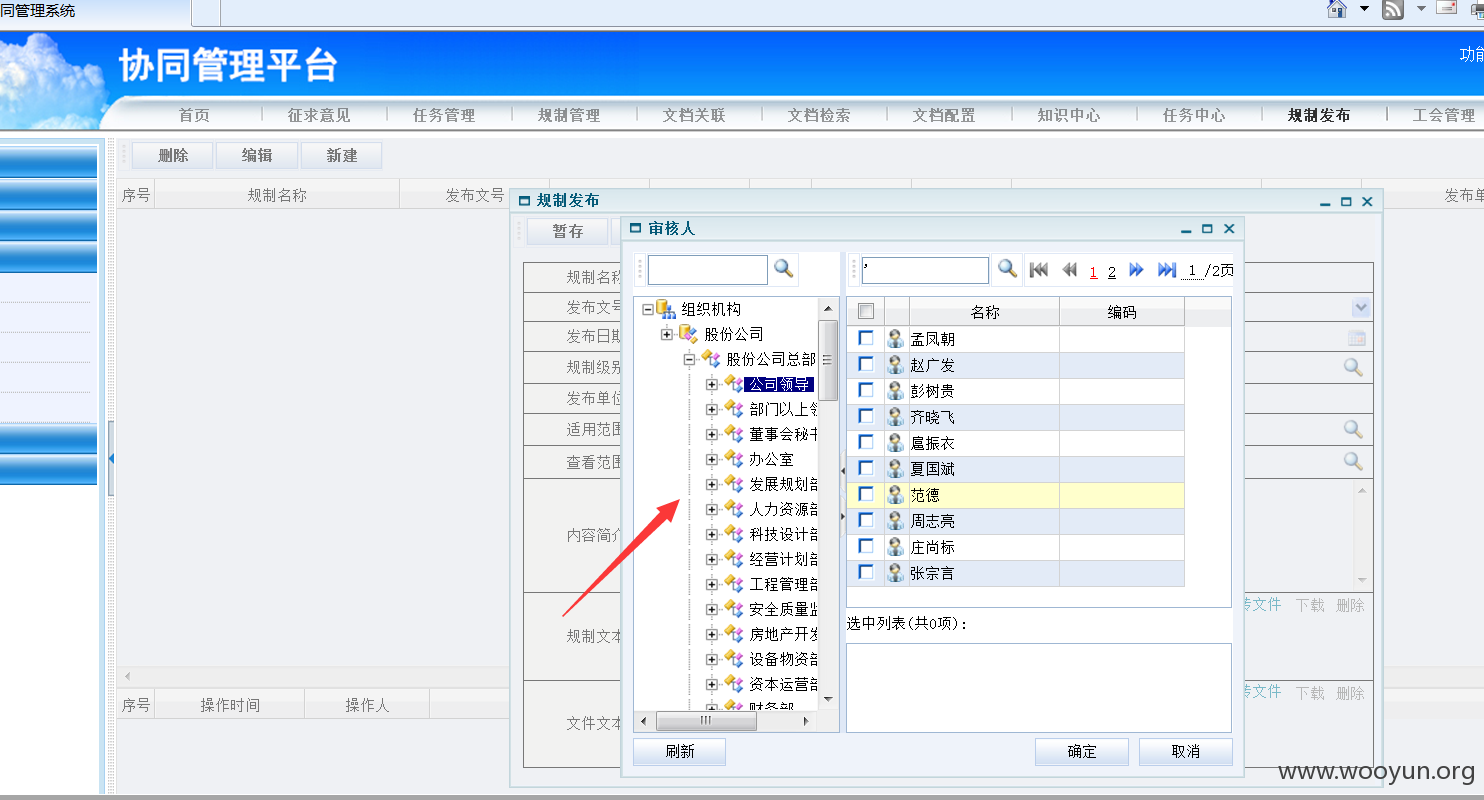 同管理系统
协同管理平台
功能
首页 征求意见 任务管理 规制管理 文档关联 文档检索 文档配置 知识中心 任务中心 规制发布 工会管理
删除 编辑 新建
序号 规制名称 发布文号 发布单
规制发布
暂存
审核人
规制名称
发布文号
发布日期
规制级别
发布单位
适用范围
查看范围
内容简介
规制文本
文件文本
组织机构
股份公司
股份公司总部
公司领导
部门以上领
董事会秘书
办公室
发展规划部
人力资源部
科技设计部
经营计划部
工程管理部
安全质量监
房地产开发
设备物资部
资本运营部
财务部
,
1 2 1 /2页
名称 编码
孟凤朝
赵广发
彭树贵
齐晓飞
扈振衣
夏国斌
范德
周志亮
庄尚标
张宗言
选中列表(共0项):
传文件 下载 删除
传文件 下载 删除
序号 操作时间 操作人
刷新 确定 取消
www.wooyun.org